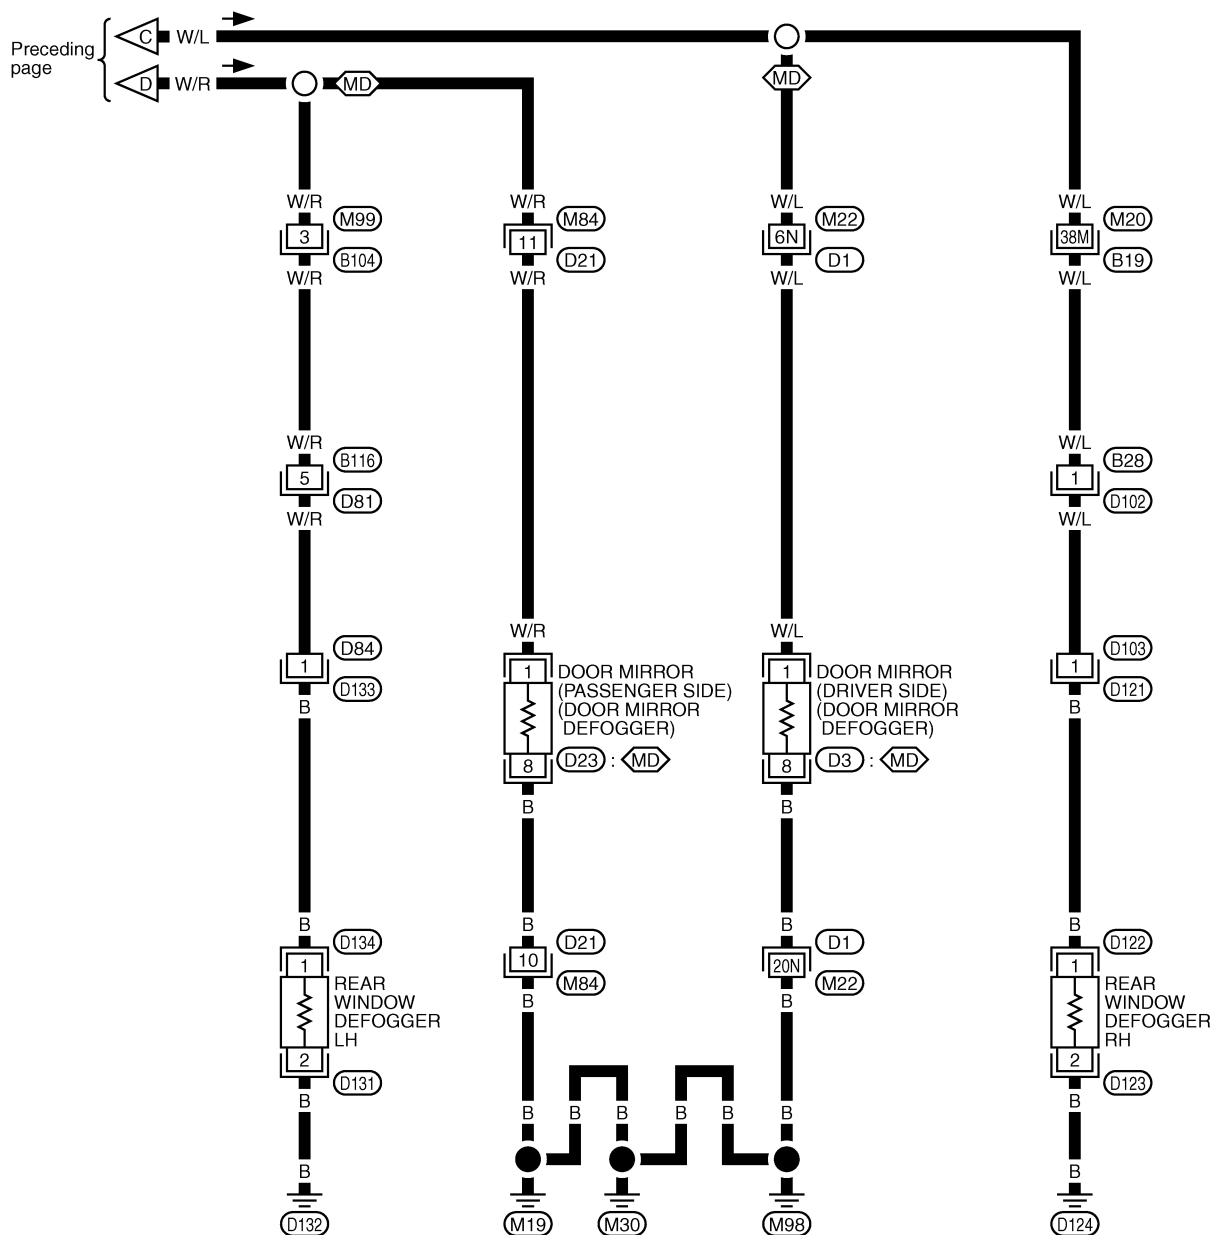 Preceding
page
C W/L
D W/R
MD
MD
W/R W/R W/L W/L
3 M99 B104
11 M84 D21
6N M22 D1
38M M20 B19
W/R W/R W/L W/L
W/R W/L
5 B116 D81
1 B28 D102
W/R W/L
W/R W/L
1 D84 D133
1 D103 D121
B B
1 DOOR MIRROR
(PASSENGER SIDE)
(DOOR MIRROR
DEFOGGER)
8 D23 : MD
1 DOOR MIRROR
(DRIVER SIDE)
(DOOR MIRROR
DEFOGGER)
8 D3 : MD
B B
B B B B
D134
1
REAR
WINDOW
DEFOGGER
LH
2
D131
10 D21 M84
20N D1 M22
D122
1
REAR
WINDOW
DEFOGGER
RH
2
D123
B B
B B
B B B B B B
B B
D132 M19 M30 M98 D124